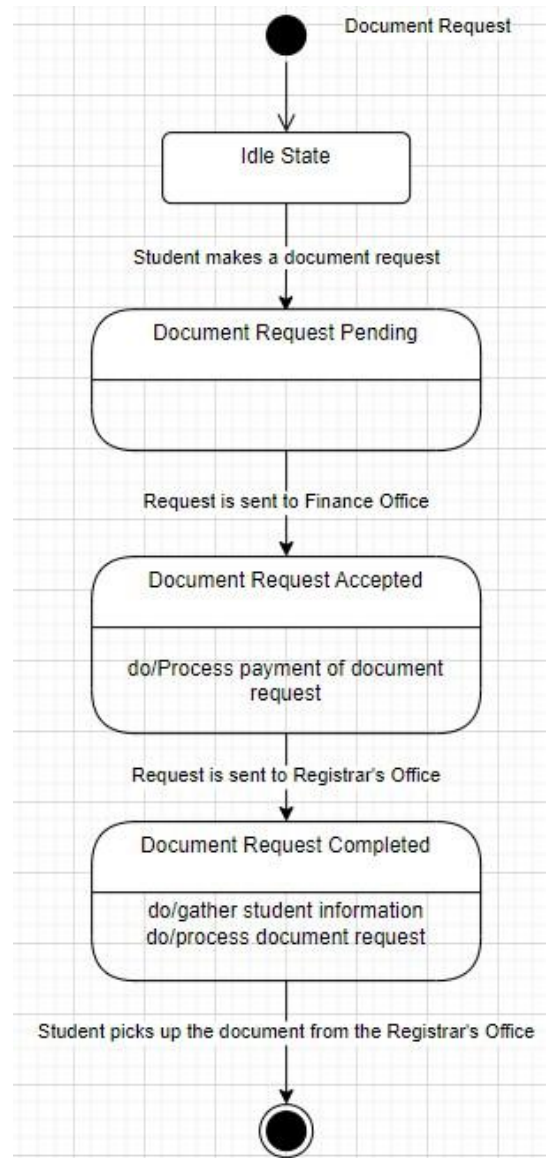 Document Request
Idle State
Student makes a document request
Document Request Pending
Request is sent to Finance Office
Document Request Accepted
do/Process payment of document
request
Request is sent to Registrar's Office
Document Request Completed
do/gather student information
do/process document request
Student picks up the document from the Registrar's Office